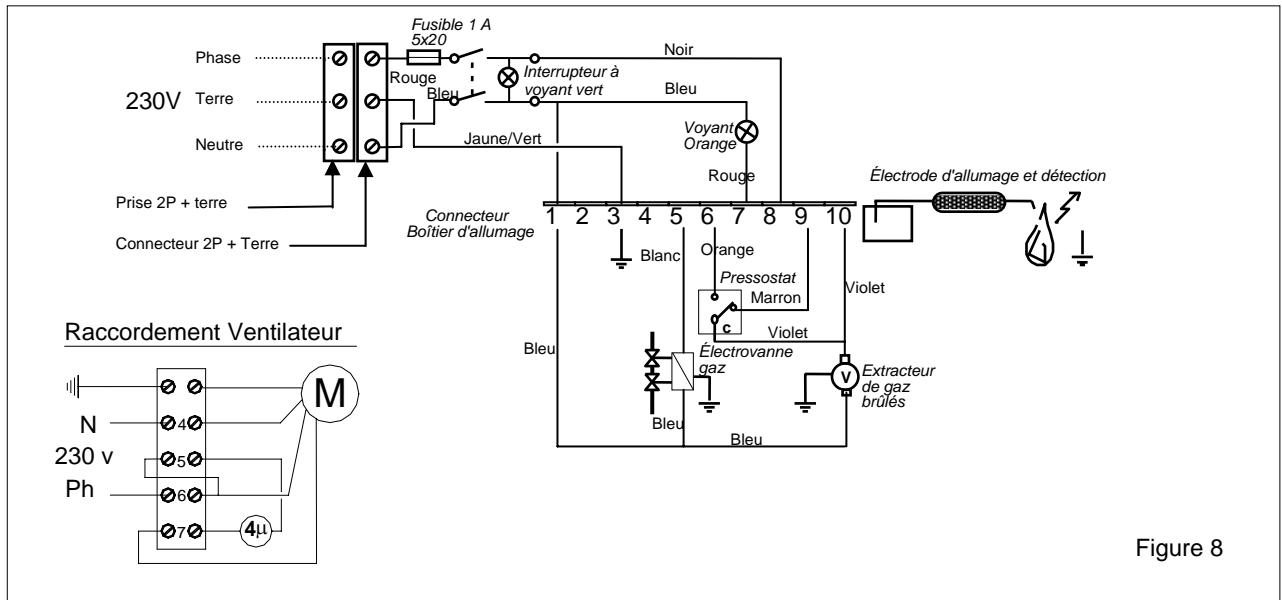 Fusible 1 A
5x20
Phase
Noir
Rouge
Interrupteur à
voyant vert
Bleu
Bleu
230V
Terre
Voyant
Orange
Neutre
Jaune/Vert
Rouge
Électrode d'allumage et détection
Prise 2P + terre
Connecteur
Boîtier d'allumage
1 2 3 4 5 6 7 8 9 10
Connecteur 2P + Terre
Blanc
Orange
Pressostat
Marron
Violet
C
Violet
Raccordement Ventilateur
Bleu
Électrovanne
gaz
V
Extracteur
de gaz
brûlés
M
N
4
Bleu
Bleu
230 v
5
Ph
6
7
4µ
Figure 8